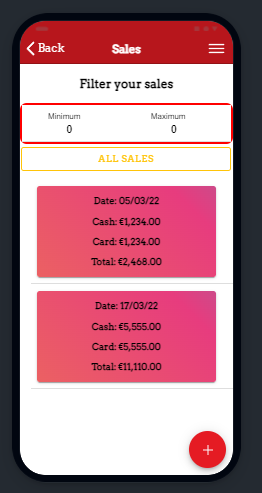 Back
Sales
Filter your sales
Minimum
Maximum
0
0
ALL SALES
Date: 05/03/22
Cash: €1,234.00
Card: €1,234.00
Total: €2,468.00
Date: 17/03/22
Cash: €5,555.00
Card: €5,555.00
Total: €11,110.00